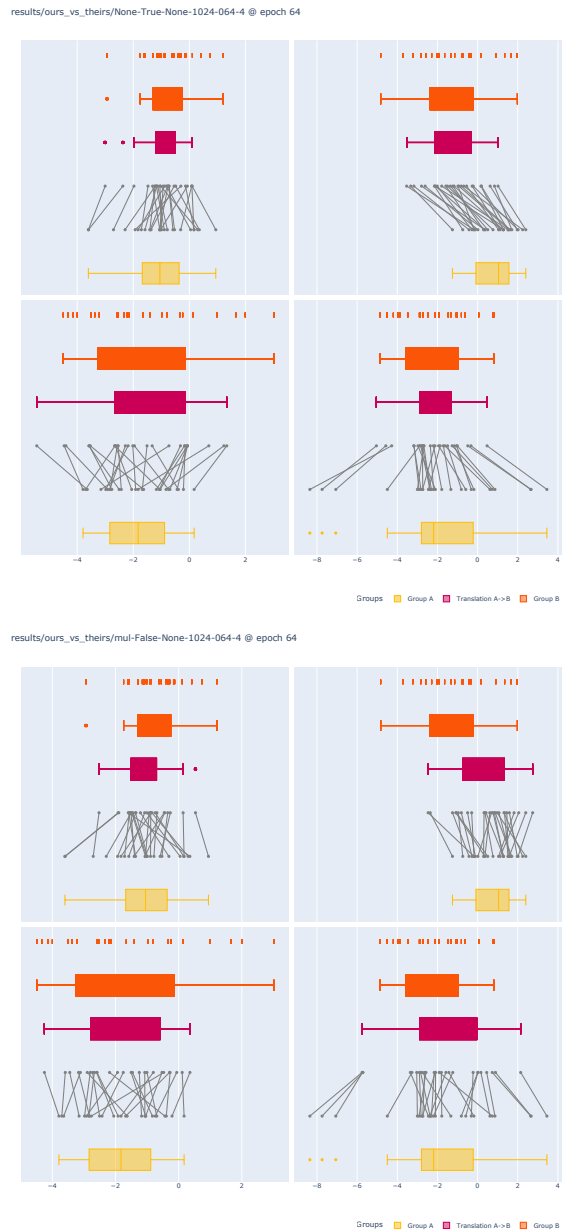 results/ours_vs_theirs/None-True-None-1024-064-4 @ epoch 64
−4 −2 0 2 −8 −6 −4 −2 0 2 4
Groups Group A Translation A->B Group B
results/ours_vs_theirs/mul-False-None-1024-064-4 @ epoch 64
−4 −2 0 2 −8 −6 −4 −2 0 2 4
Groups Group A Translation A->B Group B